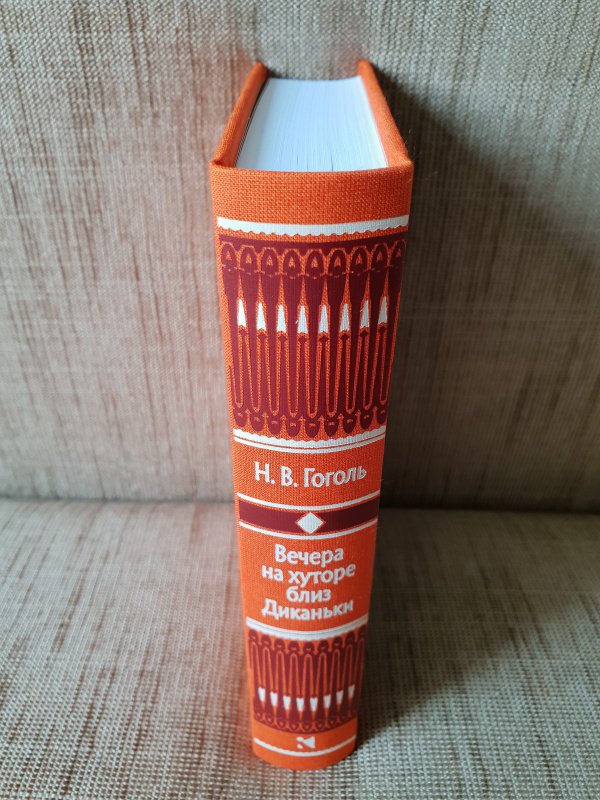 Н. В. Гоголь
Вечера
на хуторе
близ
Диканьки